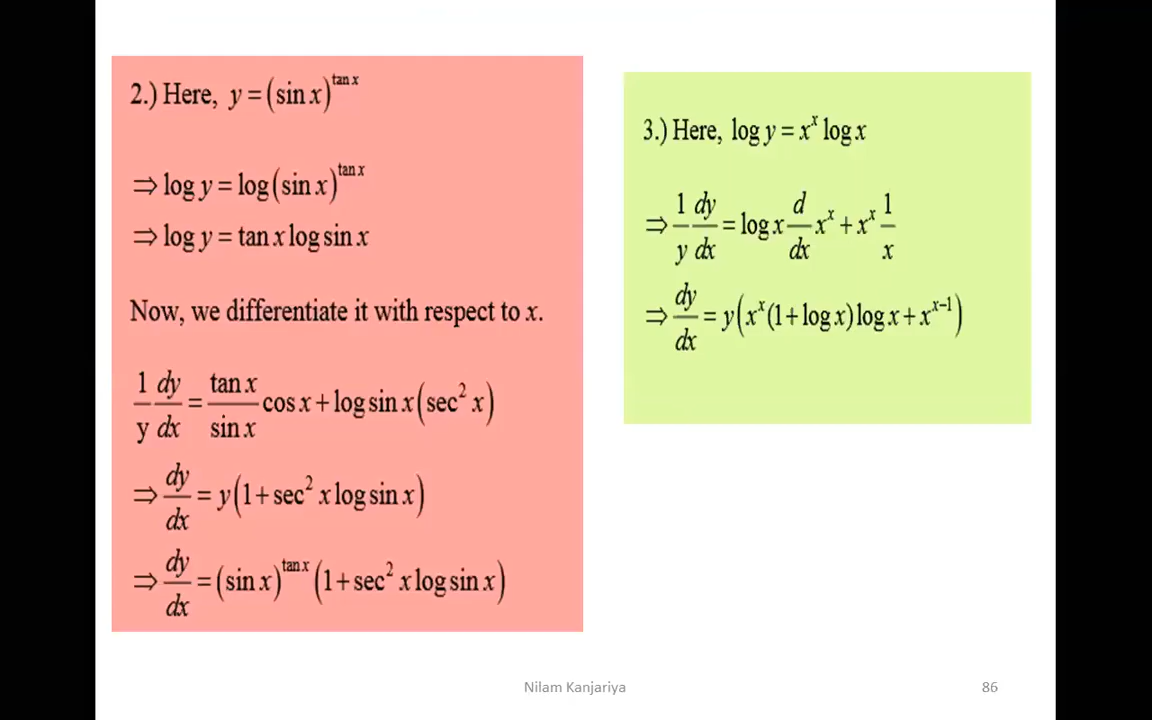 2.) Here, y = (sin x)^{tan x}
⇒ log y = log (sin x)^{tan x}
⇒ log y = tan x log sin x
Now, we differentiate it with respect to x.
1/y dy/dx = tan x/sin x cos x + log sin x (sec² x)
⇒ dy/dx = y(1 + sec² x log sin x)
⇒ dy/dx = (sin x)^{tan x} (1 + sec² x log sin x)
3.) Here, log y = x^x log x
⇒ 1/y dy/dx = log x d/dx x^x + x^x 1/x
⇒ dy/dx = y(x^x (1 + log x) log x + x^{x−1})
Nilam Kanjariya
86